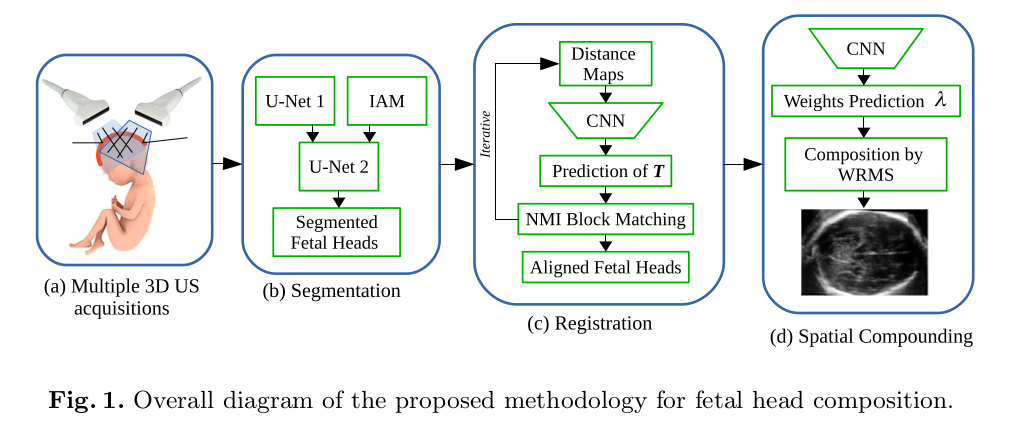 U-Net 1
IAM
U-Net 2
Segmented
Fetal Heads
Iterative
Distance
Maps
CNN
Prediction of T
NMI Block Matching
Aligned Fetal Heads
CNN
Weights Prediction λ
Composition by
WRMS
(a) Multiple 3D US
acquisitions
(b) Segmentation
(c) Registration
(d) Spatial Compounding
Fig. 1. Overall diagram of the proposed methodology for fetal head composition.